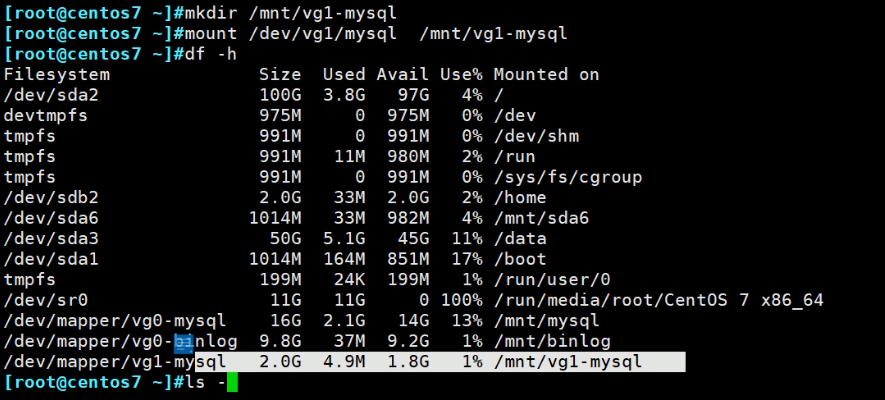 [root@centos7 ~]#mkdir /mnt/vg1-mysql
[root@centos7 ~]#mount /dev/vg1/mysql  /mnt/vg1-mysql
[root@centos7 ~]#df -h
Filesystem              Size  Used Avail Use% Mounted on
/dev/sda2               100G  3.8G   97G   4% /
devtmpfs                975M     0  975M   0% /dev
tmpfs                   991M     0  991M   0% /dev/shm
tmpfs                   991M   11M  980M   2% /run
tmpfs                   991M     0  991M   0% /sys/fs/cgroup
/dev/sdb2               2.0G   33M  2.0G   2% /home
/dev/sda6              1014M   33M  982M   4% /mnt/sda6
/dev/sda3                50G  5.1G   45G  11% /data
/dev/sda1              1014M  164M  851M  17% /boot
tmpfs                   199M   24K  199M   1% /run/user/0
/dev/sr0                 11G   11G     0 100% /run/media/root/CentOS 7 x86_64
/dev/mapper/vg0-mysql    16G  2.1G   14G  13% /mnt/mysql
/dev/mapper/vg0-binlog  9.8G   37M  9.2G   1% /mnt/binlog
/dev/mapper/vg1-mysql   2.0G  4.9M  1.8G   1% /mnt/vg1-mysql
[root@centos7 ~]#ls -